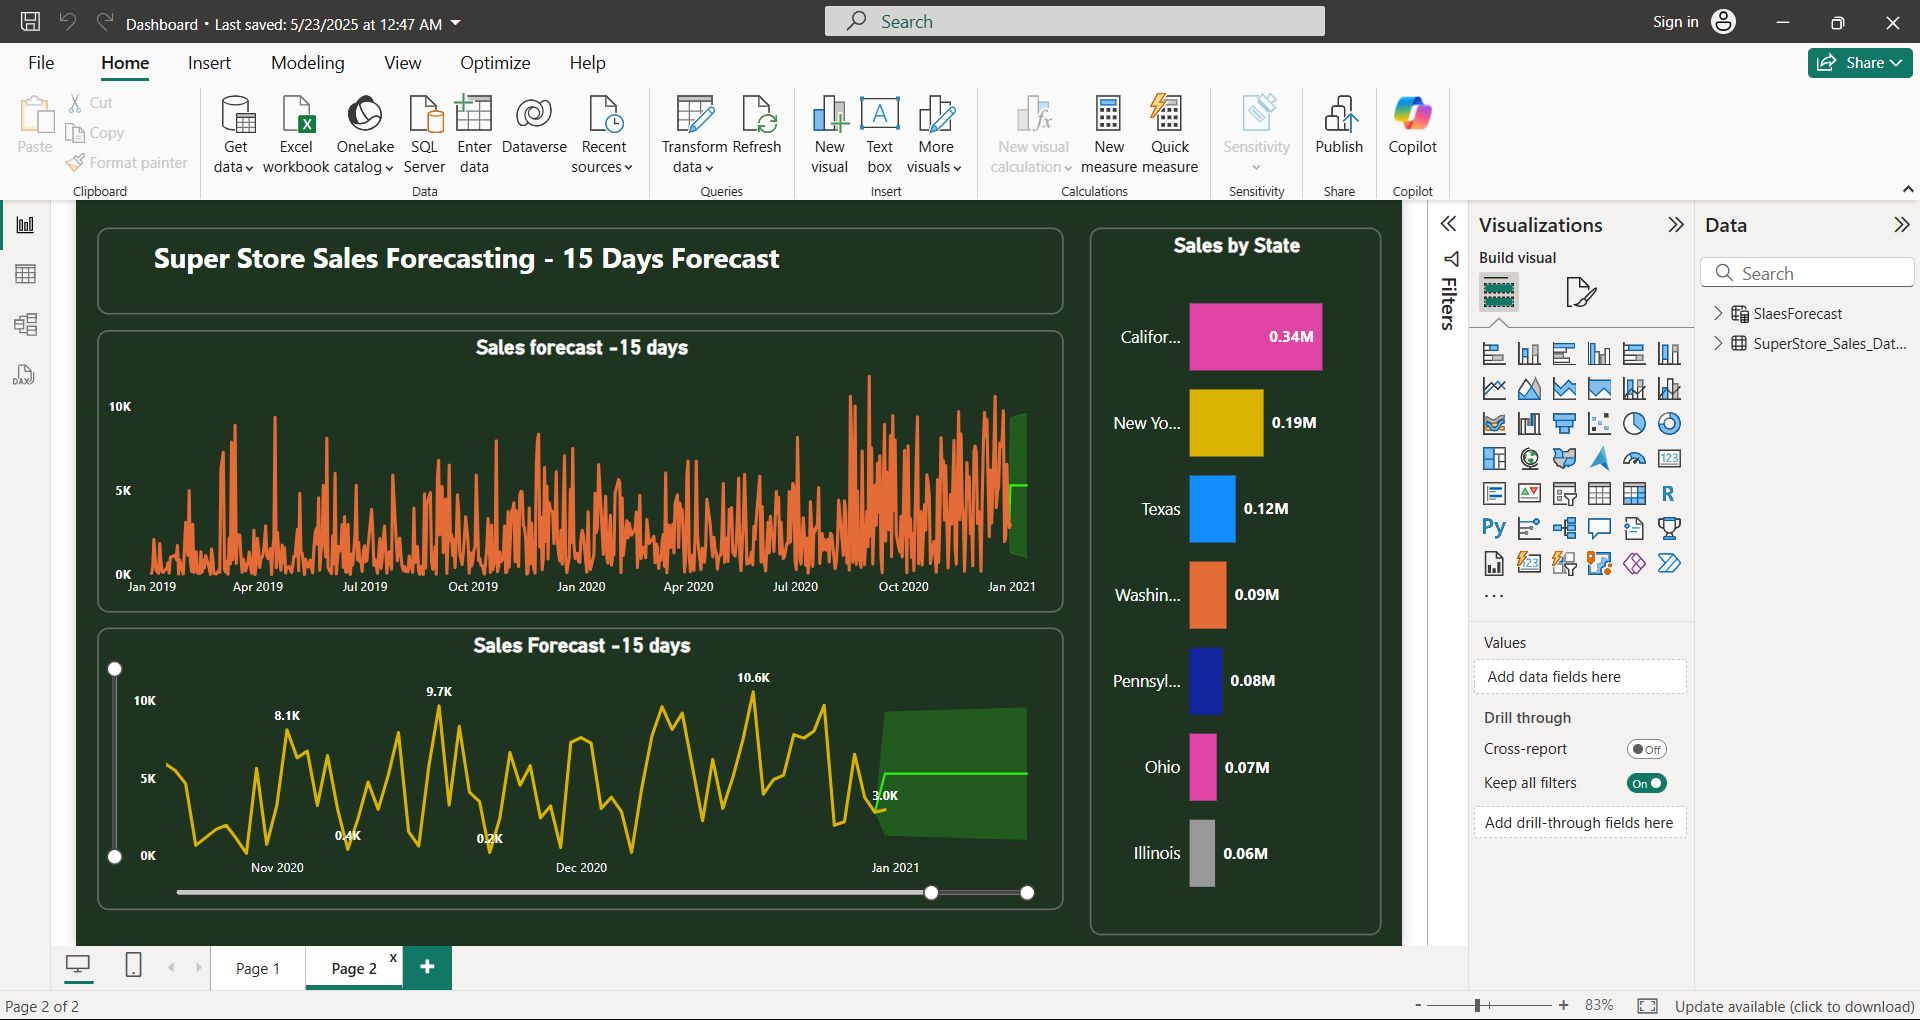 Dashboard • Last saved: 5/23/2025 at 12:47 AM
Search
Sign in
File Home Insert Modeling View Optimize Help
Share
Paste
Cut
Copy
Format painter
Clipboard
Get data
Excel workbook
OneLake catalog
SQL Server
Enter data
Dataverse
Recent sources
Data
Transform data
Refresh
Queries
New visual
Text box
More visuals
Insert
New visual calculation
New measure
Quick measure
Calculations
Sensitivity
Sensitivity
Publish
Share
Copilot
Copilot
DAX
Super Store Sales Forecasting - 15 Days Forecast
Sales forecast -15 days
10K
5K
0K
Jan 2019 Apr 2019 Jul 2019 Oct 2019 Jan 2020 Apr 2020 Jul 2020 Oct 2020 Jan 2021
Sales Forecast -15 days
10K
5K
0K
8.1K
0.4K
9.7K
0.2K
10.6K
3.0K
Nov 2020 Dec 2020 Jan 2021
Sales by State
Califor... 0.34M
New Yo... 0.19M
Texas 0.12M
Washin... 0.09M
Pennsyl... 0.08M
Ohio 0.07M
Illinois 0.06M
Filters
Visualizations
Build visual
123
R
Py
123
...
Values
Add data fields here
Drill through
Cross-report Off
Keep all filters On
Add drill-through fields here
Data
Search
SlaesForecast
SuperStore_Sales_Dat...
Page 1
Page 2 x
+
Page 2 of 2
- + 83%
Update available (click to download)